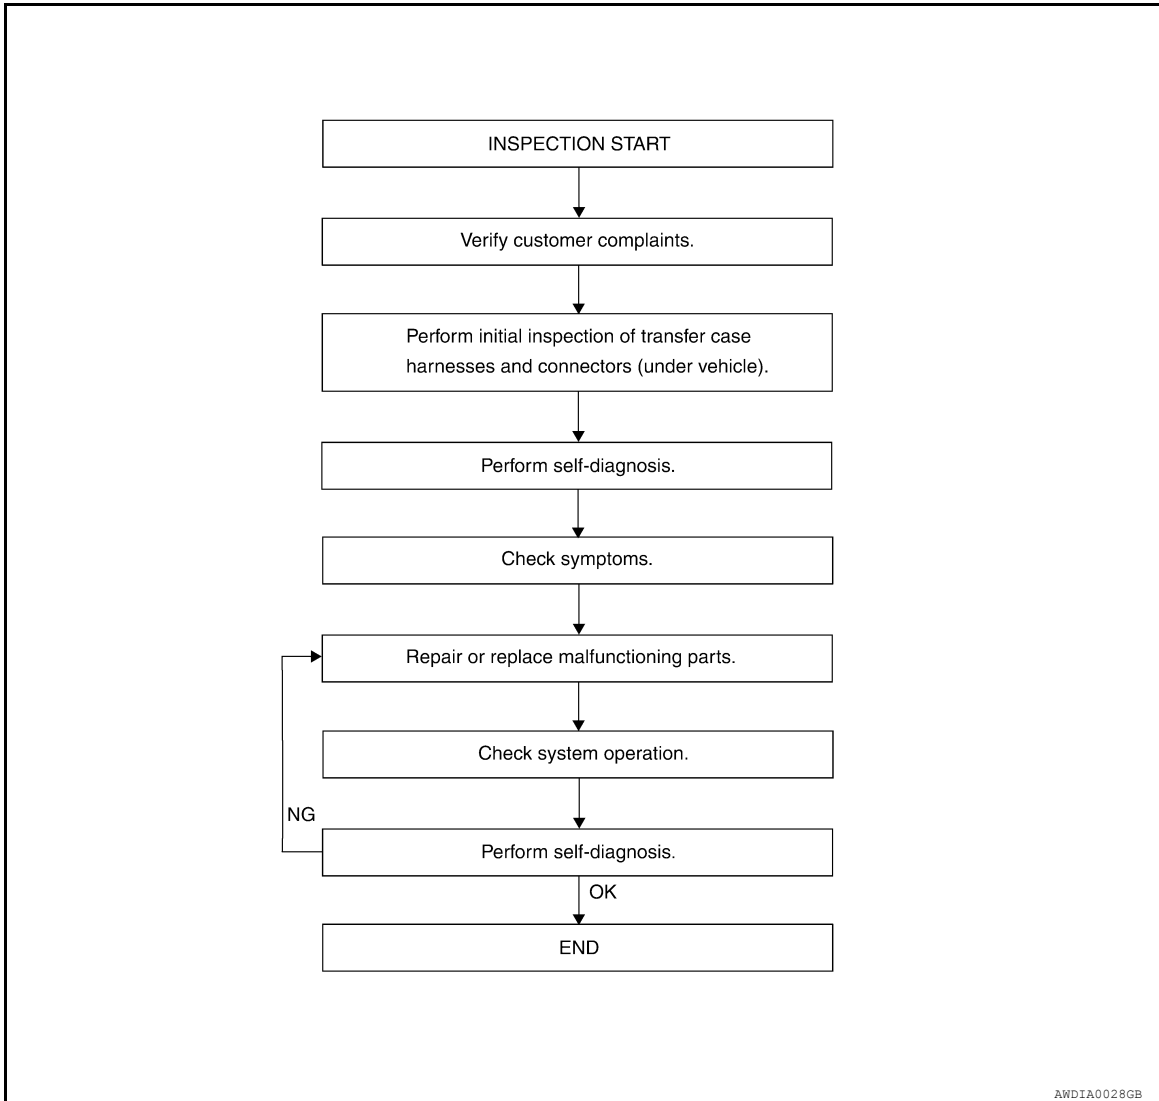 INSPECTION START
Verify customer complaints.
Perform initial inspection of transfer case
harnesses and connectors (under vehicle).
Perform self-diagnosis.
Check symptoms.
Repair or replace malfunctioning parts.
Check system operation.
NG
Perform self-diagnosis.
OK
END
AWDIA0028GB